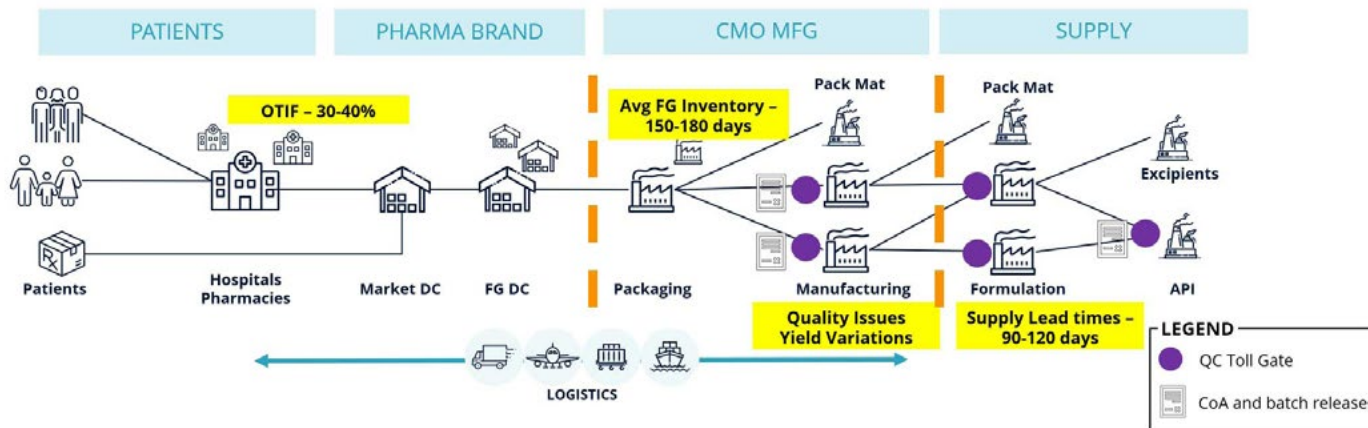 PATIENTS
PHARMA BRAND
CMO MFG
SUPPLY
OTIF – 30-40%
Avg FG Inventory –
150-180 days
Pack Mat
Pack Mat
Excipients
Rx
Patients
Hospitals
Pharmacies
Market DC
FG DC
Packaging
Manufacturing
Formulation
API
Quality Issues
Yield Variations
Supply Lead times –
90-120 days
LOGISTICS
LEGEND
QC Toll Gate
CoA and batch release